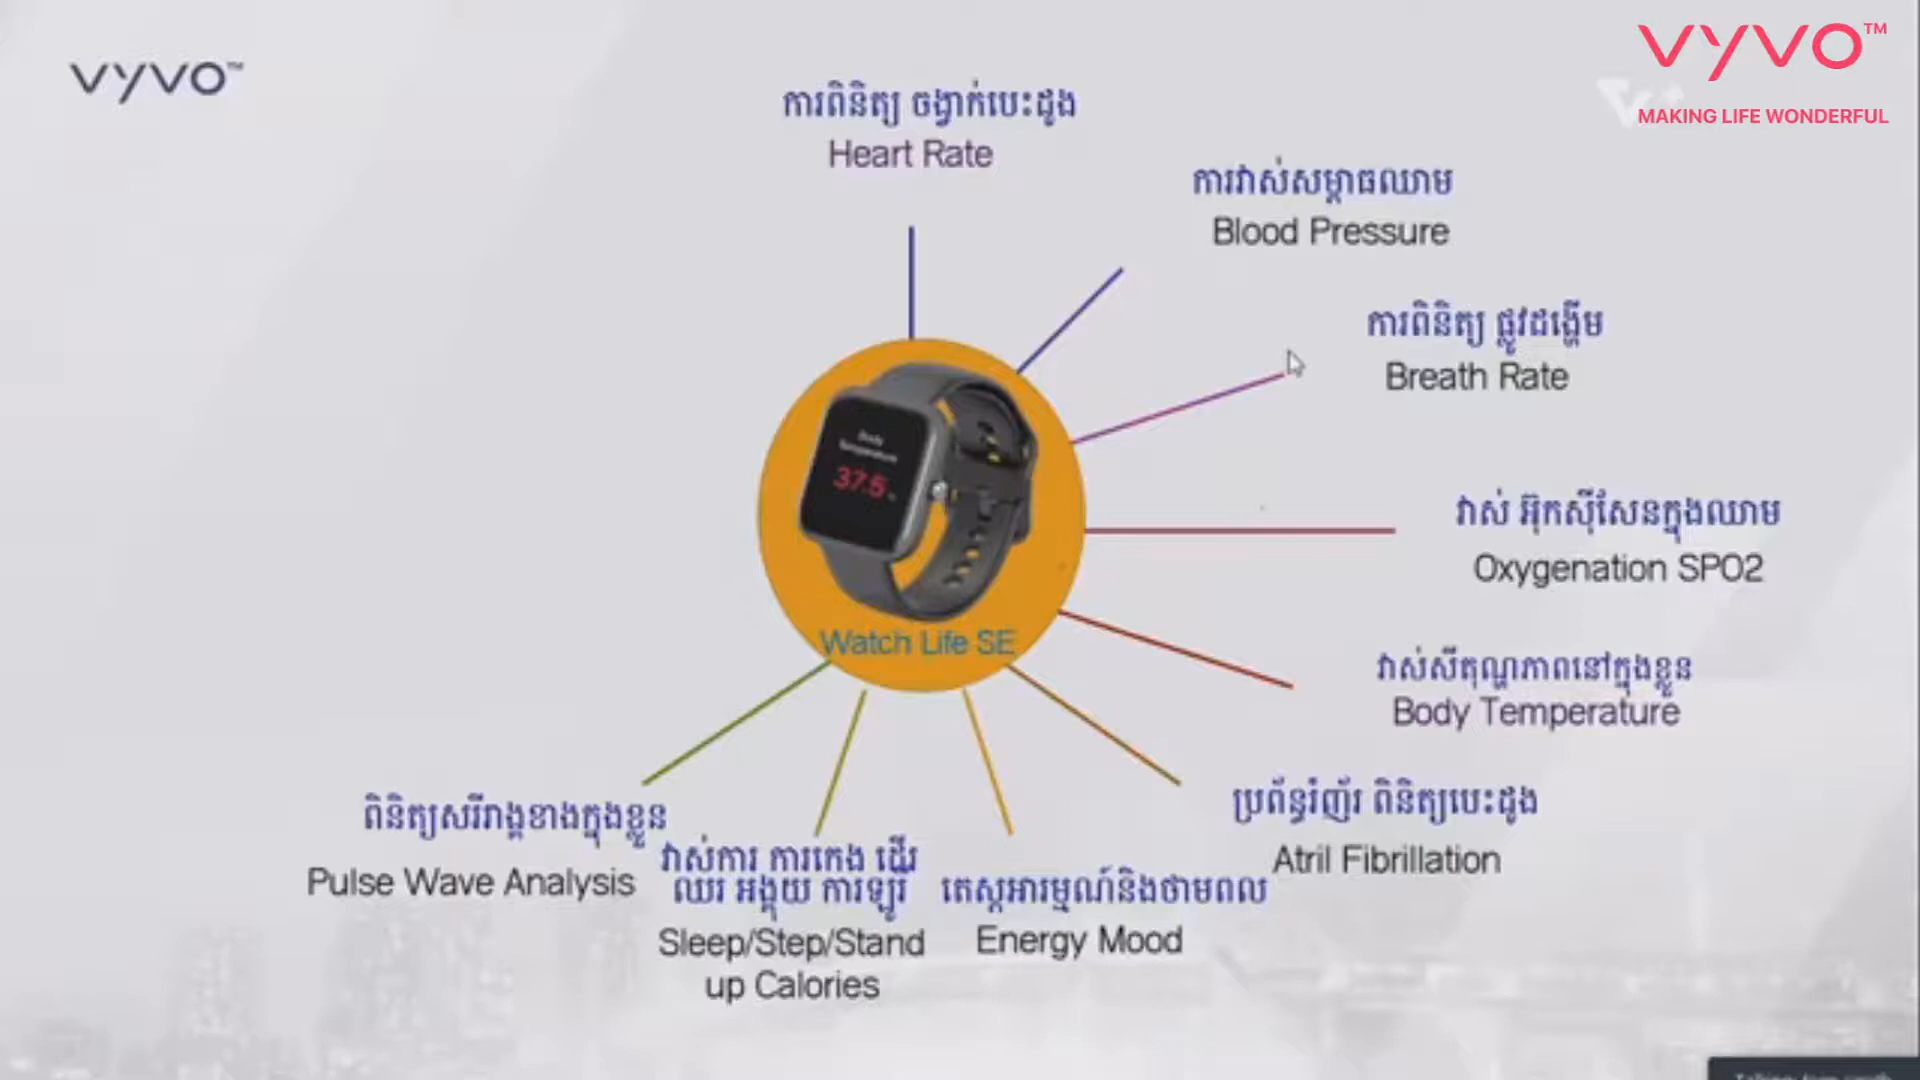 VYVO™
VYVO™
MAKING LIFE WONDERFUL
ការពិនិត្យ ចង្វាក់បេះដូង
Heart Rate
ការវាស់សម្ពាធឈាម
Blood Pressure
ការពិនិត្យ ផ្លូវដង្ហើម
Breath Rate
វាស់ អ៊ុកស៊ីសែនក្នុងឈាម
Oxygenation SPO2
វាស់សីតុណ្ហភាពនៅក្នុងខ្លួន
Body Temperature
Body
Temperature
37.5
Watch Life SE
ប្រព័ន្ធរំញ័រ ពិនិត្យបេះដូង
Atril Fibrillation
តេស្តអារម្មណ៍និងថាមពល
Energy Mood
វាស់ការ ការគេង ដើរ
ឈរ អង្គុយ ការឡូរី
Sleep/Step/Stand
up Calories
ពិនិត្យសរីរាង្គខាងក្នុងខ្លួន
Pulse Wave Analysis